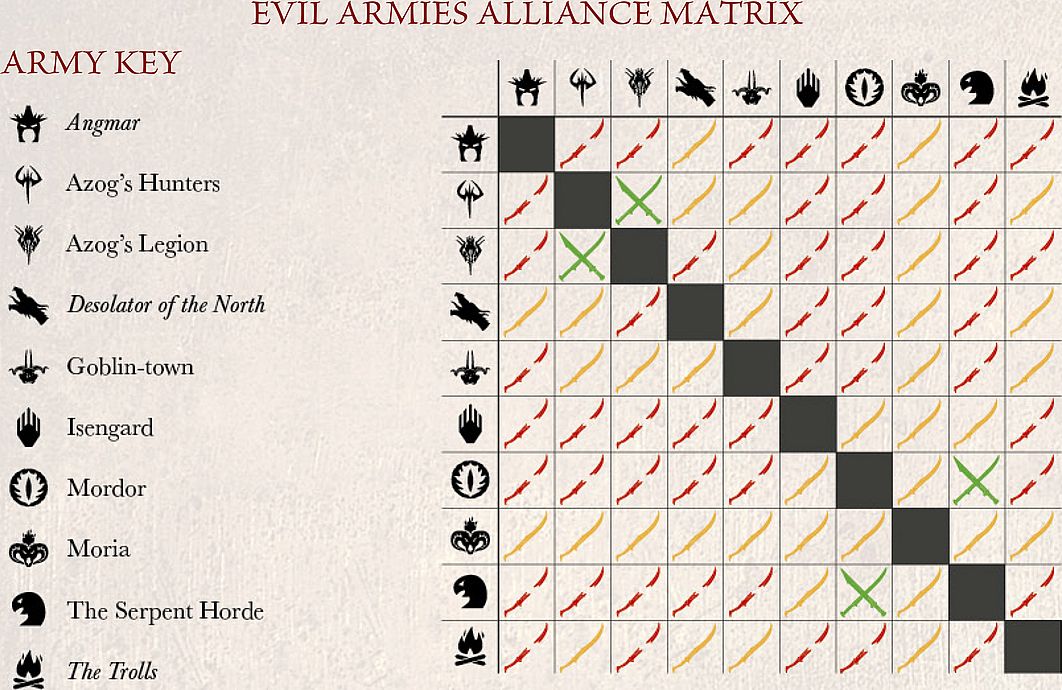 EVIL ARMIES ALLIANCE MATRIX
ARMY KEY
Angmar
Azog's Hunters
Azog's Legion
Desolator of the North
Goblin-town
Isengard
Mordor
Moria
The Serpent Horde
The Trolls